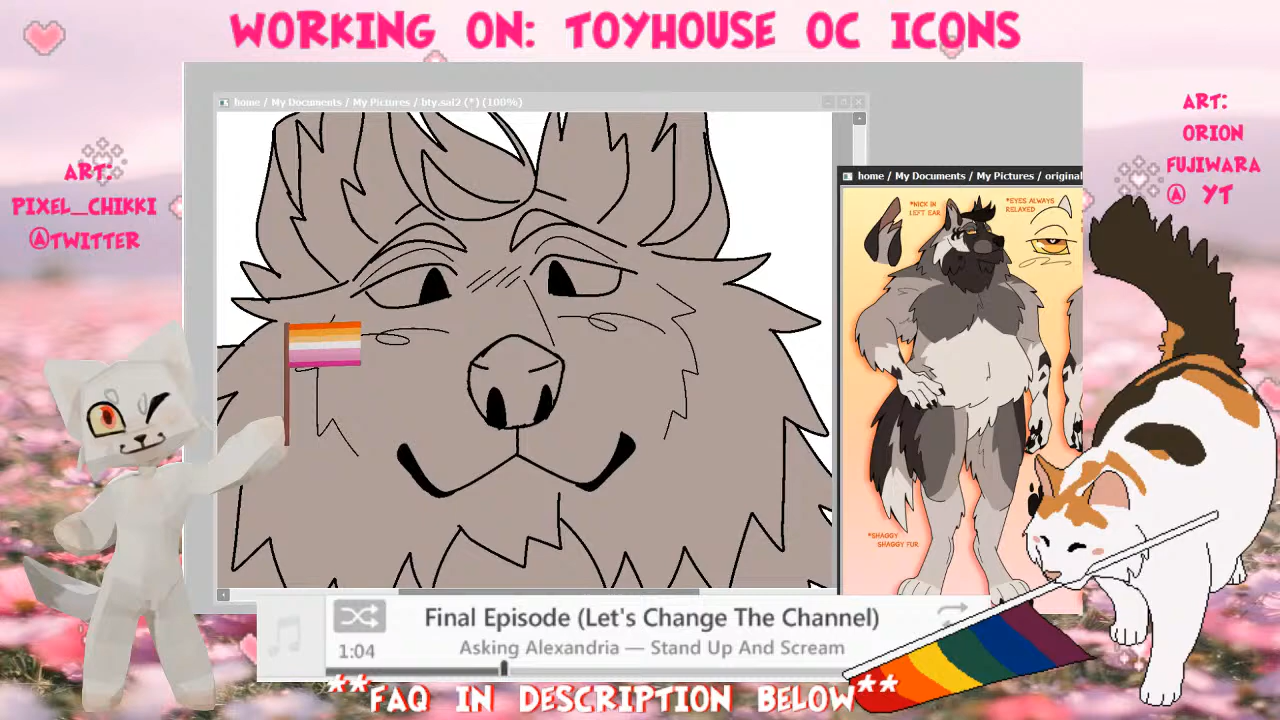 WORKING ON: TOYHOUSE OC ICONS
home / My Documents / My Pictures / bty.sai2 (*) (100%)
ART:
PIXEL_CHIKKI
@TWITTER
ART:
ORION
FUJIWARA
@ YT
home / My Documents / My Pictures / original
*NICK IN
LEFT EAR
*EYES ALWAYS
RELAXED
*SHAGGY
SHAGGY FUR
Final Episode (Let's Change The Channel)
1:04
Asking Alexandria — Stand Up And Scream
**FAQ IN DESCRIPTION BELOW**